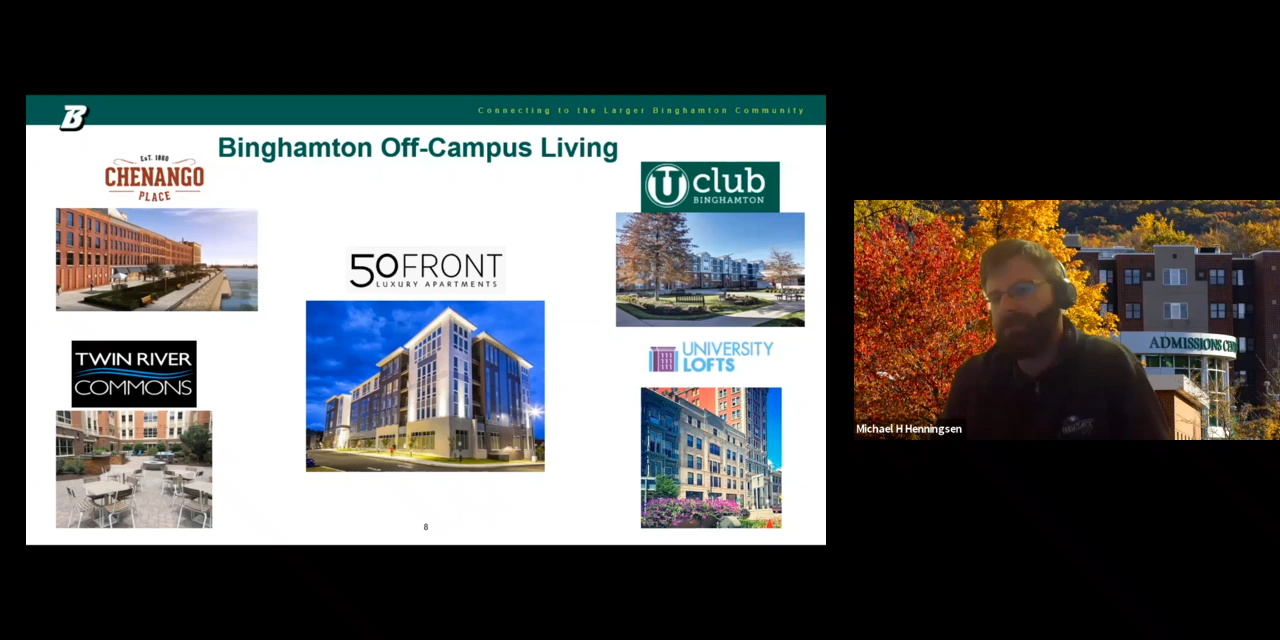 Connecting to the Larger Binghamton Community
B
Binghamton Off-Campus Living
EST. 1880
CHENANGO
PLACE
Uclub
BINGHAMTON
50FRONT
LUXURY APARTMENTS
TWIN RIVER
COMMONS
UNIVERSITY
LOFTS
8
ADMISSIONS CE
Michael H Henningsen